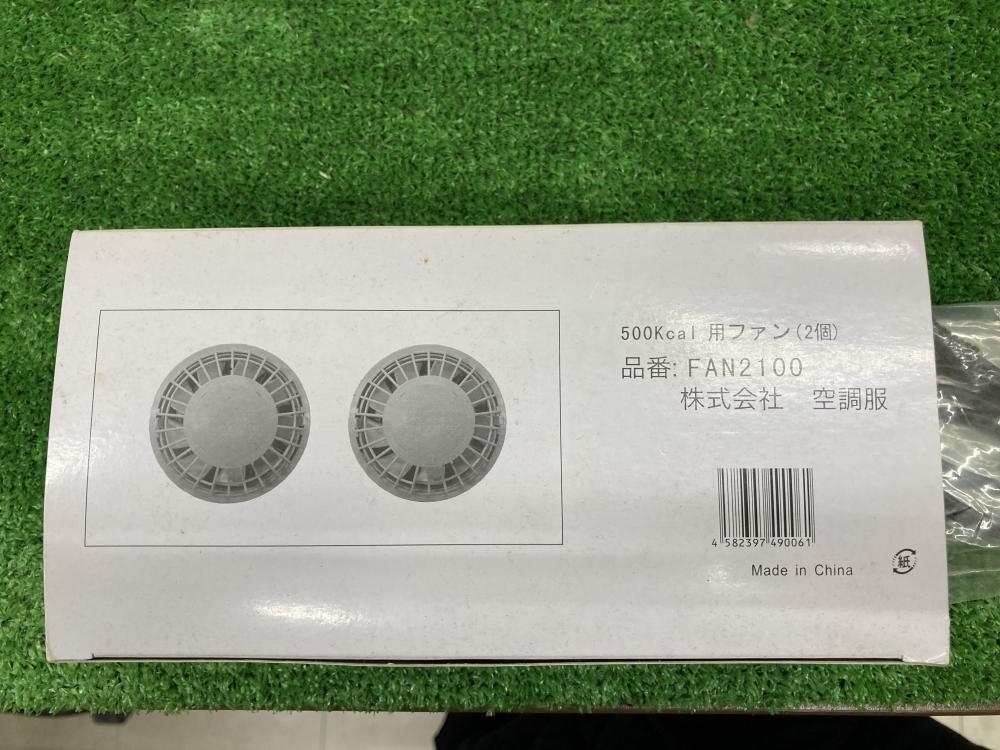 500Kcal 用ファン(2個)
品番: FAN2100
株式会社　空調服
4 582397 490061
Made in China
紙